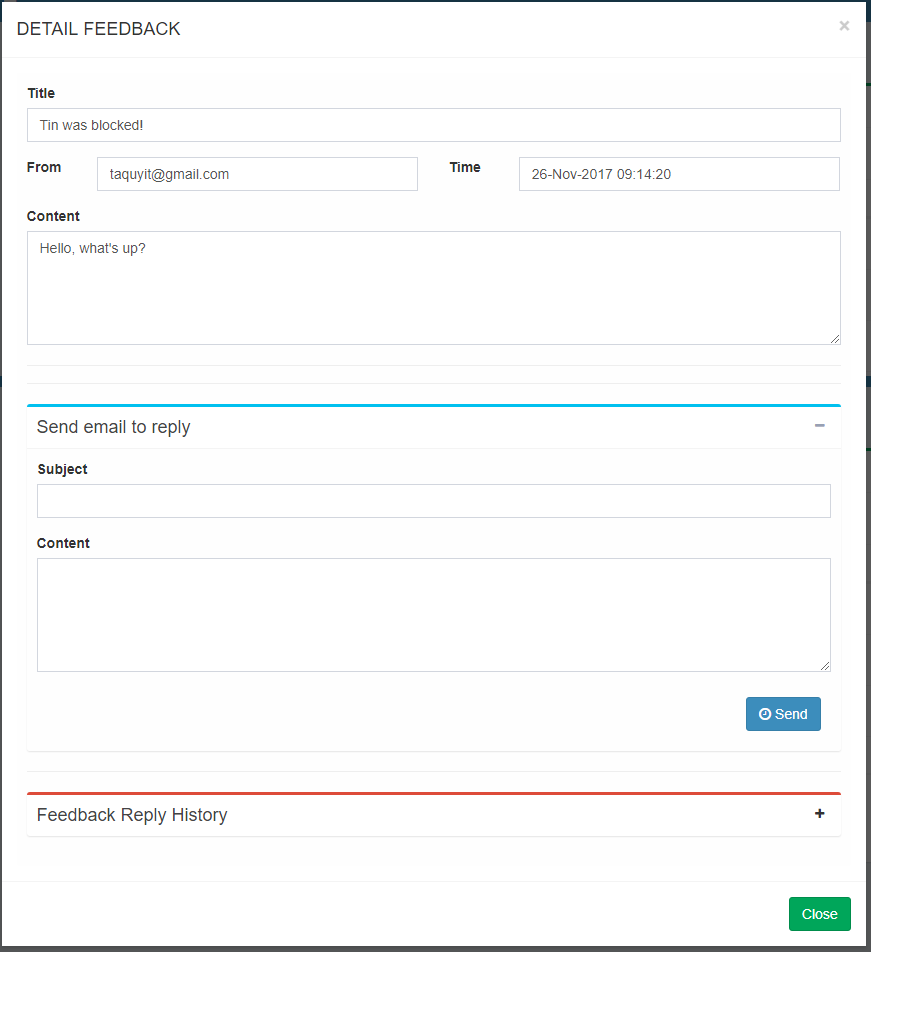 DETAIL FEEDBACK ×
Title
Tin was blocked!
From taquyit@gmail.com Time 26-Nov-2017 09:14:20
Content
Hello, what's up?
Send email to reply
Subject
Content
Send
Feedback Reply History
Close